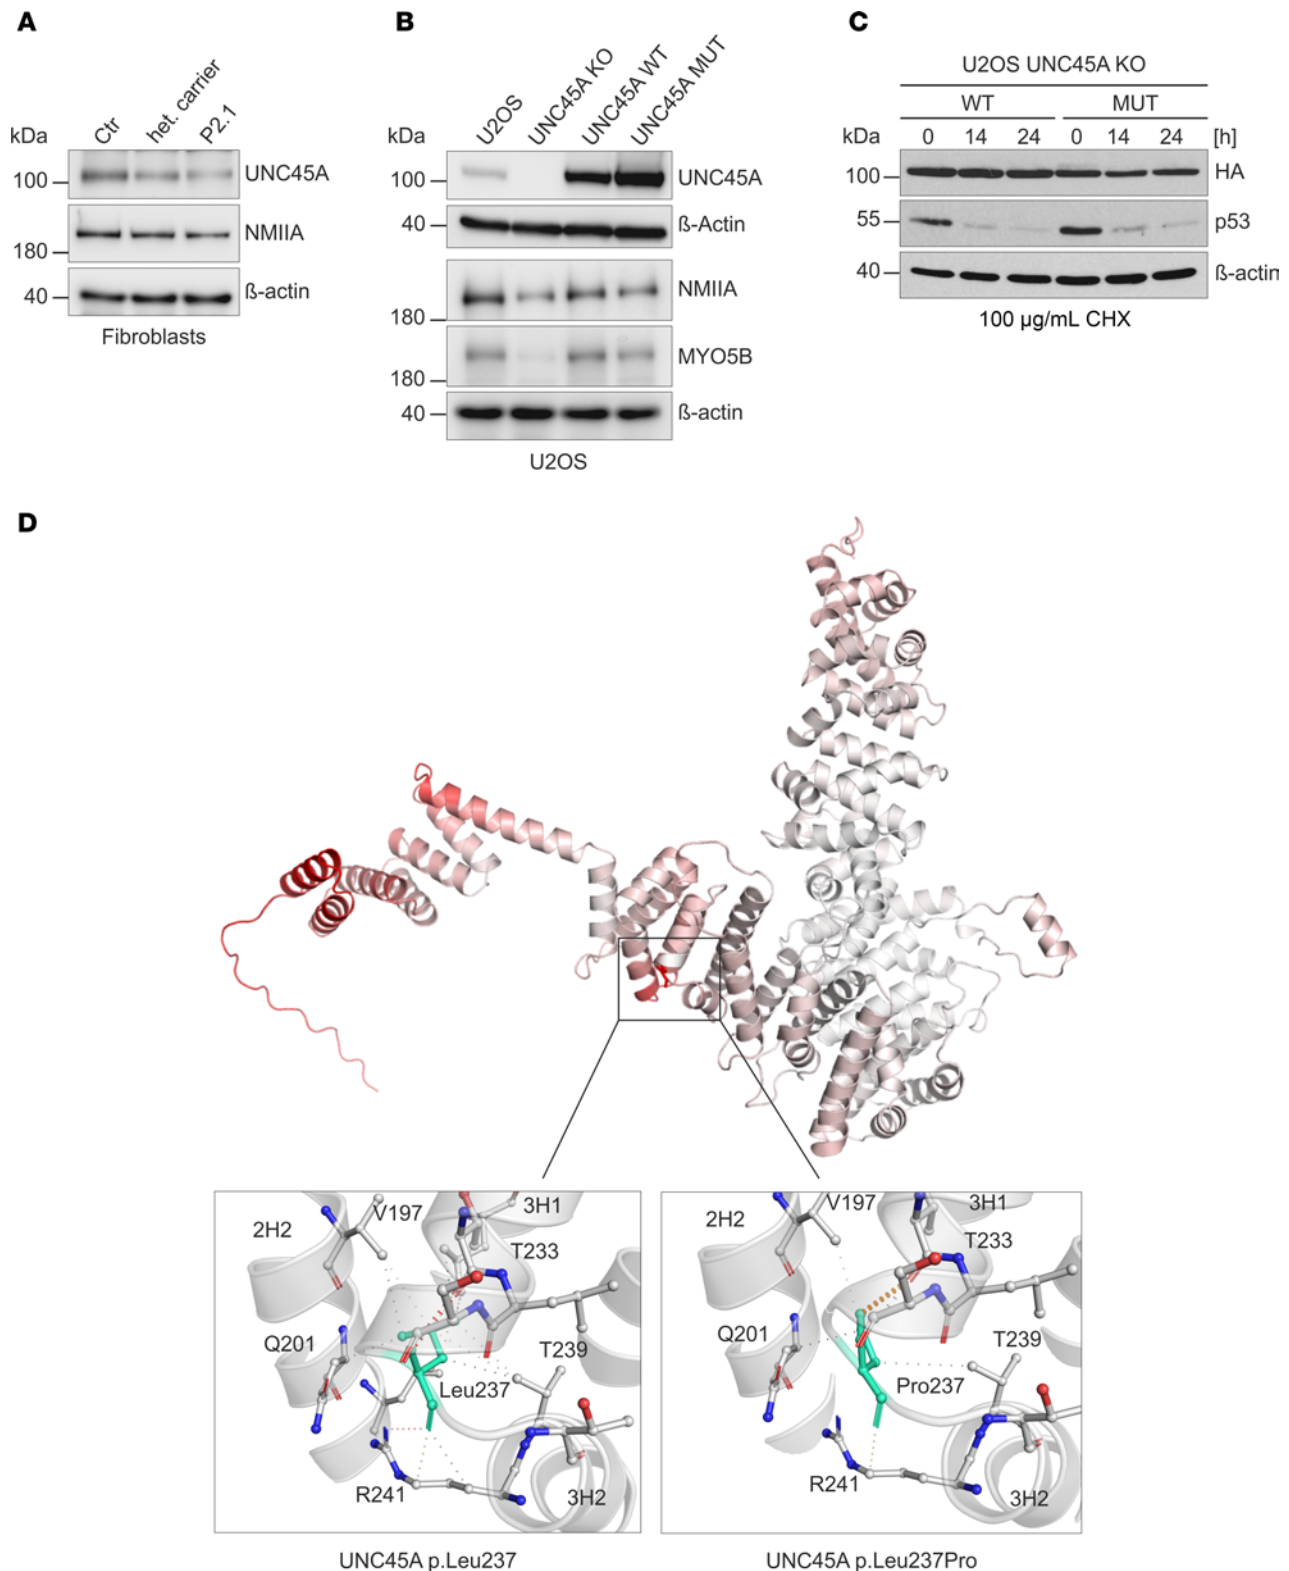 A
kDa
Ctr
het. carrier
P2.1
100
UNC45A
180
NMIIA
40
ß-actin
Fibroblasts
B
kDa
U2OS
UNC45A KO
UNC45A WT
UNC45A MUT
100
UNC45A
40
ß-Actin
180
NMIIA
180
MYO5B
40
ß-actin
U2OS
C
U2OS UNC45A KO
WT MUT
kDa 0 14 24 0 14 24 [h]
100 HA
55 p53
40 ß-actin
100 µg/mL CHX
D
2H2
V197
3H1
T233
Q201
T239
Leu237
R241
3H2
UNC45A p.Leu237
2H2
V197
3H1
T233
Q201
T239
Pro237
R241
3H2
UNC45A p.Leu237Pro